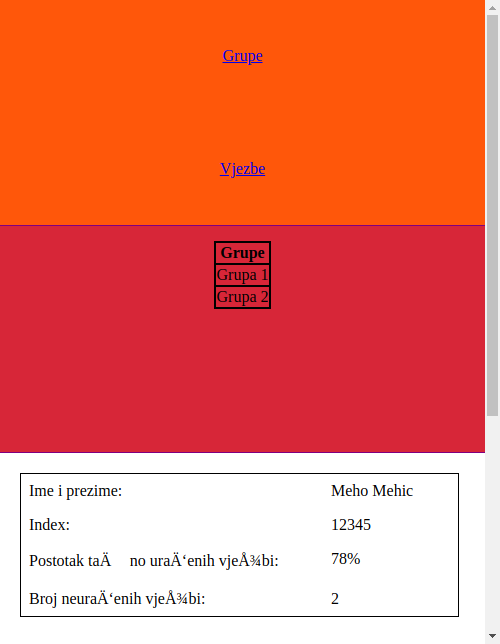 Grupe
Vjezbe
Grupe
Grupa 1
Grupa 2
Ime i prezime: Meho Mehic
Index: 12345
Postotak taÄ no uraÄ‘enih vjeÅ¾bi: 78%
Broj neuraÄ‘enih vjeÅ¾bi: 2